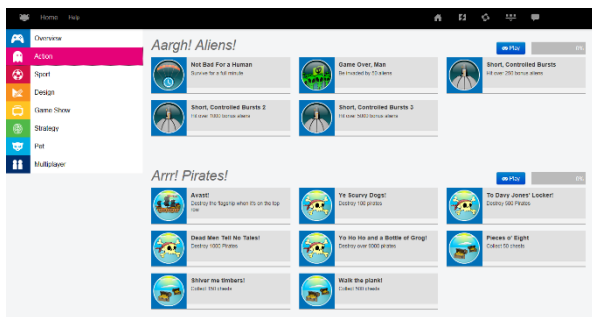 Home Help
Overview
Action
Sport
Design
Game Show
Strategy
Pet
Multiplayer
Aargh! Aliens!
Play
0%
Not Bad For a Human
Survive for a full minute
Game Over, Man
Be invaded by 50 aliens
Short, Controlled Bursts
Hit over 250 bonus aliens
Short, Controlled Bursts 2
Hit over 1000 bonus aliens
Short, Controlled Bursts 3
Hit over 5000 bonus aliens
Arrr! Pirates!
Play
0%
Avast!
Destroy the flagship when it's on the top
row
Ye Scurvy Dogs!
Destroy 100 pirates
To Davy Jones' Locker!
Destroy 500 Pirates
Dead Men Tell No Tales!
Destroy 1000 Pirates
Yo Ho Ho and a Bottle of Grog!
Destroy over 5000 pirates
Pieces o' Eight
Collect 50 chests
Shiver me timbers!
Collect 150 chests
Walk the plank!
Collect 500 chests